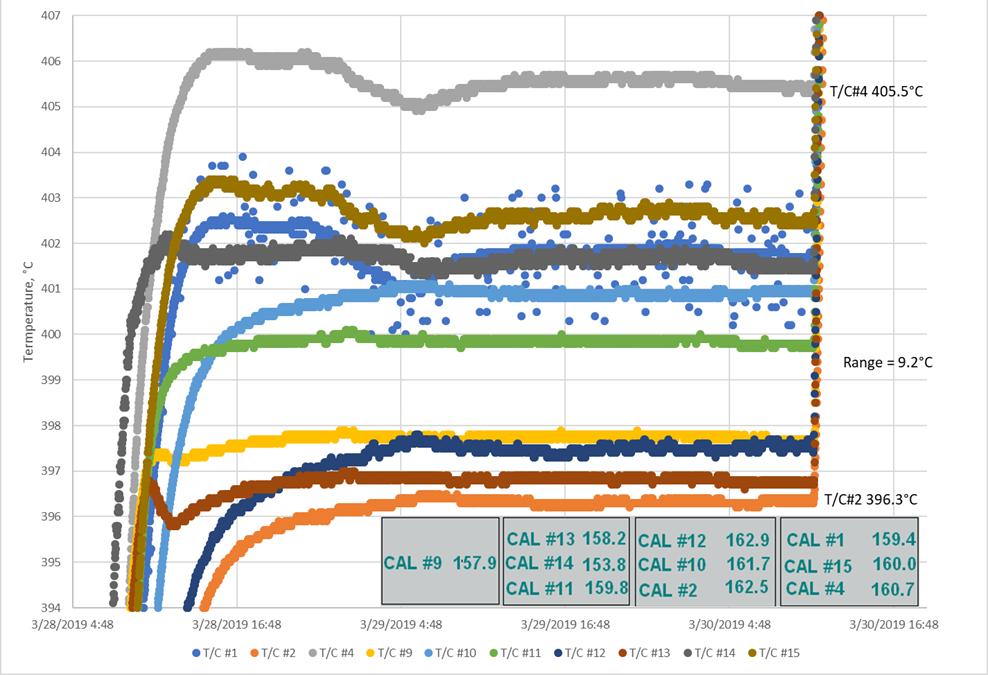 407
406
405
404
403
402
401
400
399
398
397
396
395
394
Termperature, °C
T/C#4 405.5°C
Range = 9.2°C
T/C#2 396.3°C
CAL #9 157.9
CAL #13 158.2
CAL #14 153.8
CAL #11 159.8
CAL #12 162.9
CAL #10 161.7
CAL #2 162.5
CAL #1 159.4
CAL #15 160.0
CAL #4 160.7
3/28/2019 4:48 3/28/2019 16:48 3/29/2019 4:48 3/29/2019 16:48 3/30/2019 4:48 3/30/2019 16:48
T/C #1 T/C #2 T/C #4 T/C #9 T/C #10 T/C #11 T/C #12 T/C #13 T/C #14 T/C #15